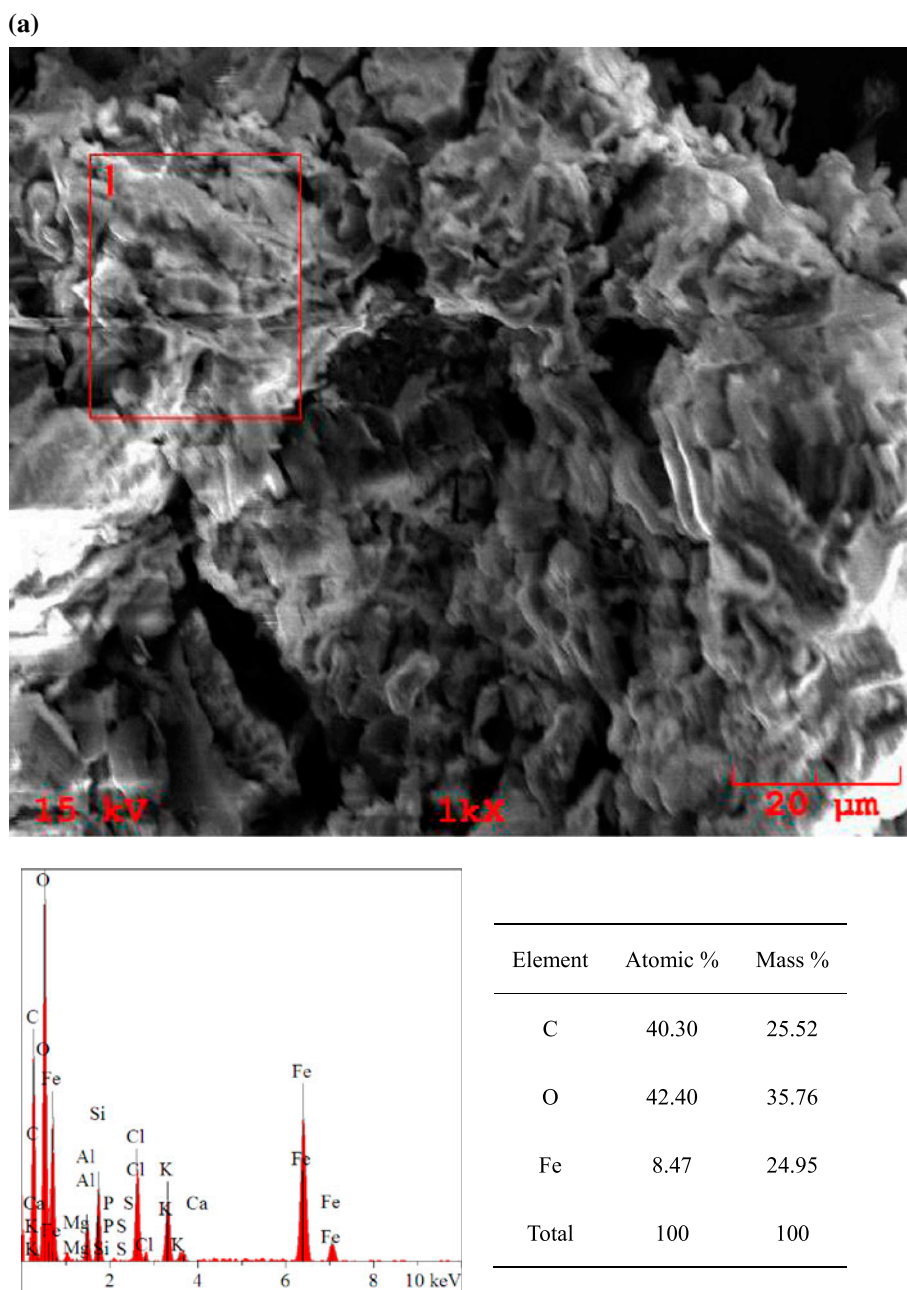 (a)
1
15 kV 1kX 20 µm
O
C
O
Fe
Fe
Si
Cl
C
Al
Cl
Fe
K
Al
Ca
P S
K
Ca
Fe
K
Mg
P S
Fe
K
Mg
Si
S
Cl
K
2 4 6 8 10 keV
Element Atomic % Mass %
C 40.30 25.52
O 42.40 35.76
Fe 8.47 24.95
Total 100 100